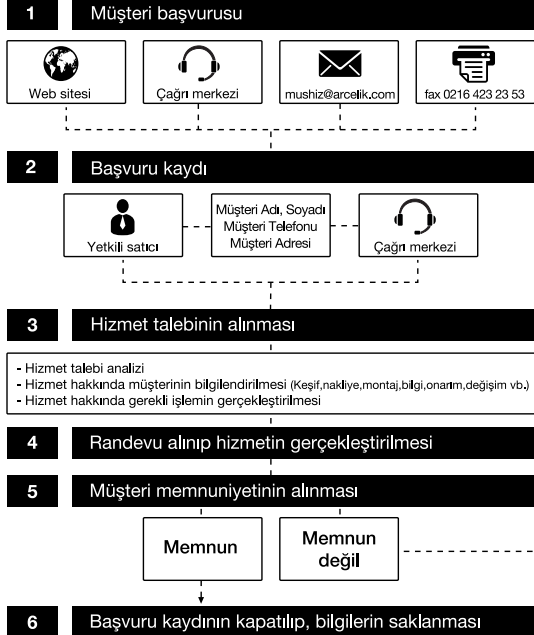 1 Müşteri başvurusu
Web sitesi
Çağrı merkezi
mushiz@arcelik.com
fax 0216 423 23 53
2 Başvuru kaydı
Yetkili satıcı
Müşteri Adı, Soyadı
Müşteri Telefonu
Müşteri Adresi
Çağrı merkezi
3 Hizmet talebinin alınması
- Hizmet talebi analizi
- Hizmet hakkında müşterinin bilgilendirilmesi (Keşif,nakliye,montaj,bilgi,onarım,değişim vb.)
- Hizmet hakkında gerekli işlemin gerçekleştirilmesi
4 Randevu alınıp hizmetin gerçekleştirilmesi
5 Müşteri memnuniyetinin alınması
Memnun
Memnun
değil
6 Başvuru kaydının kapatılıp, bilgilerin saklanması